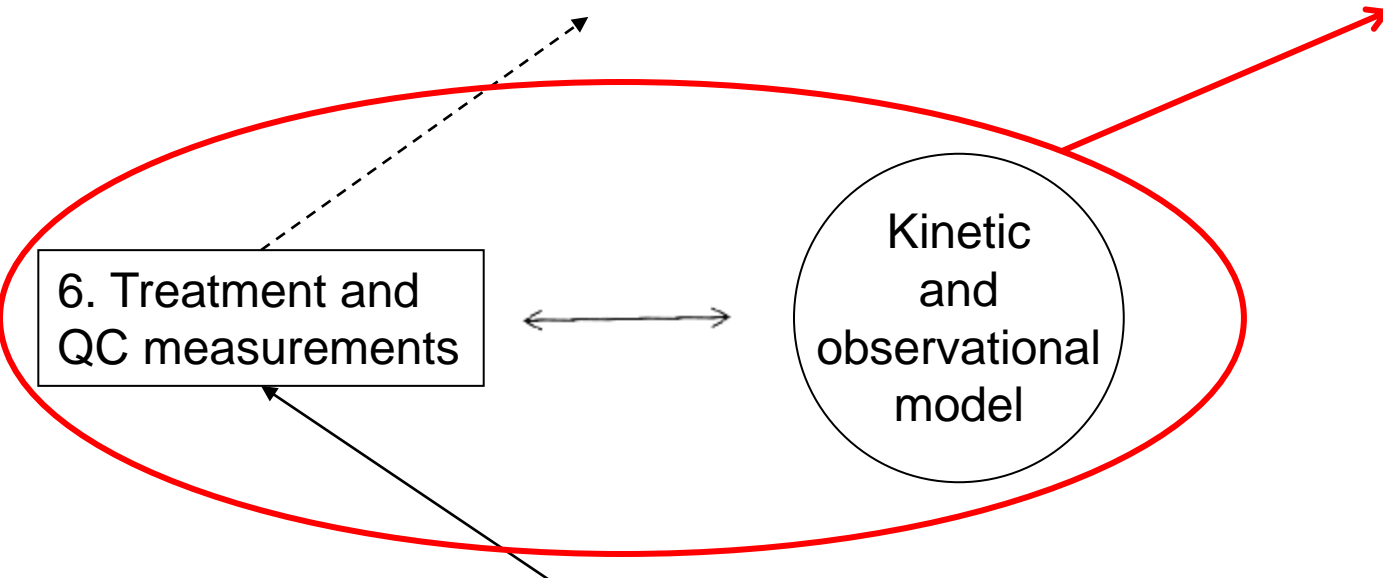 6. Treatment and
QC measurements
Kinetic
and
observational
model